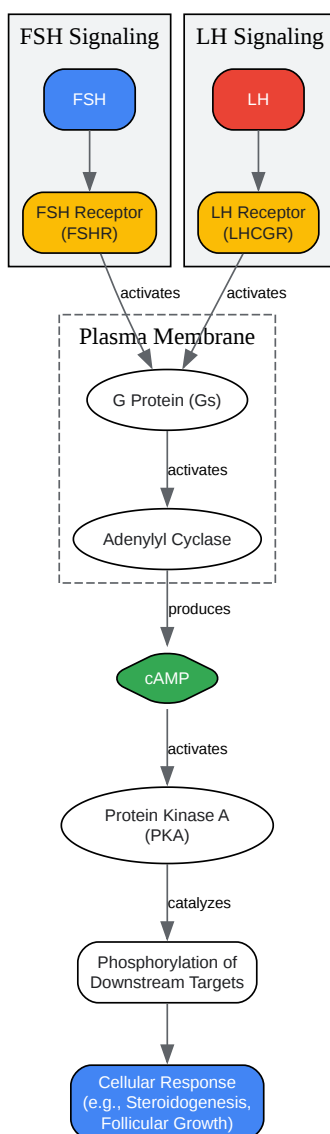 FSH Signaling
LH Signaling
FSH
LH
FSH Receptor
(FSHR)
LH Receptor
(LHCGR)
activates
activates
Plasma Membrane
G Protein (Gs)
activates
Adenylyl Cyclase
produces
cAMP
activates
Protein Kinase A
(PKA)
catalyzes
Phosphorylation of
Downstream Targets
Cellular Response
(e.g., Steroidogenesis,
Follicular Growth)